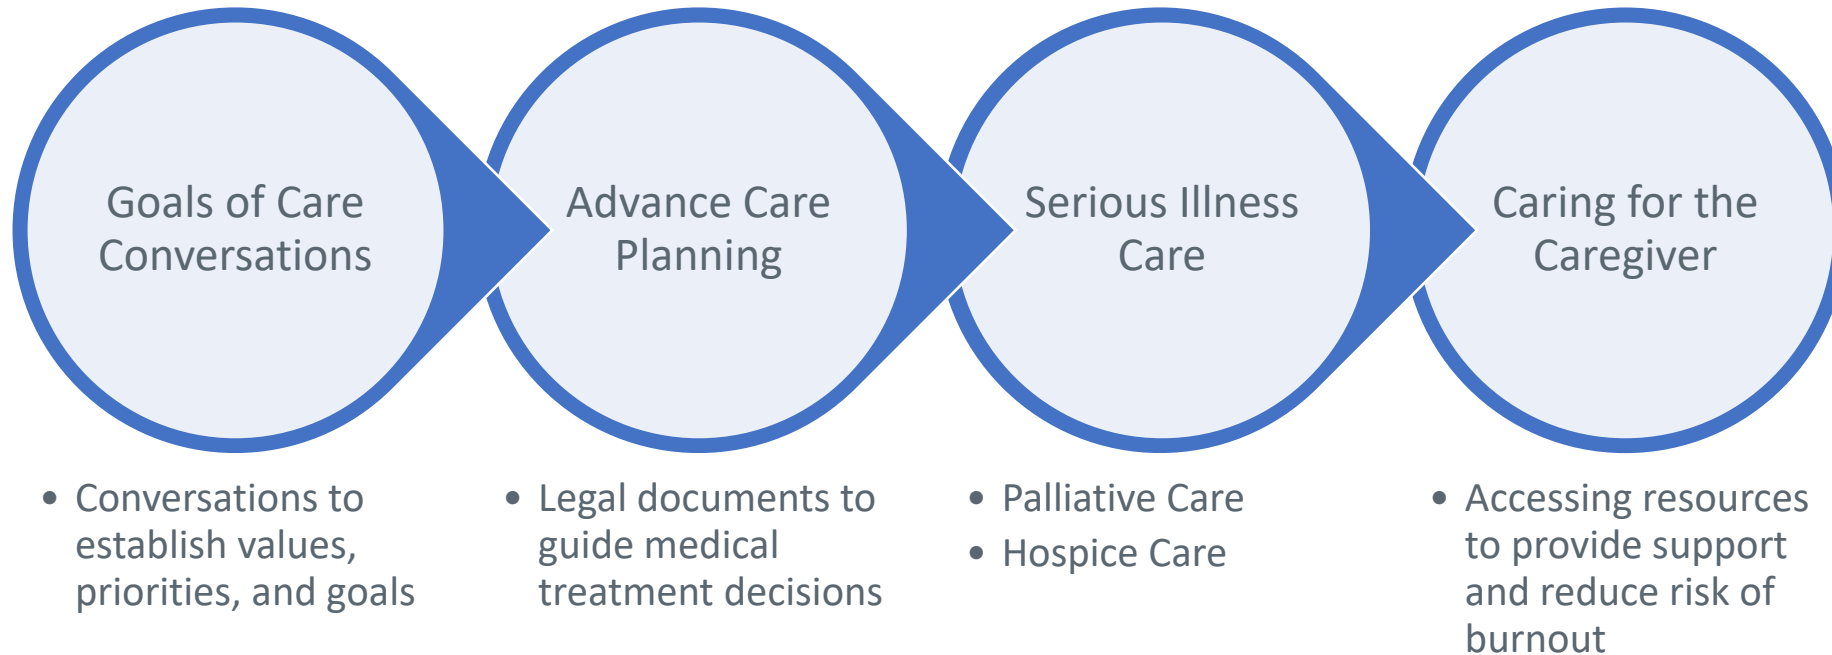 Goals of Care
Conversations
Advance Care
Planning
Serious Illness
Care
Caring for the
Caregiver
• Conversations to
establish values,
priorities, and goals
• Legal documents to
guide medical
treatment decisions
• Palliative Care
• Hospice Care
• Accessing resources
to provide support
and reduce risk of
burnout